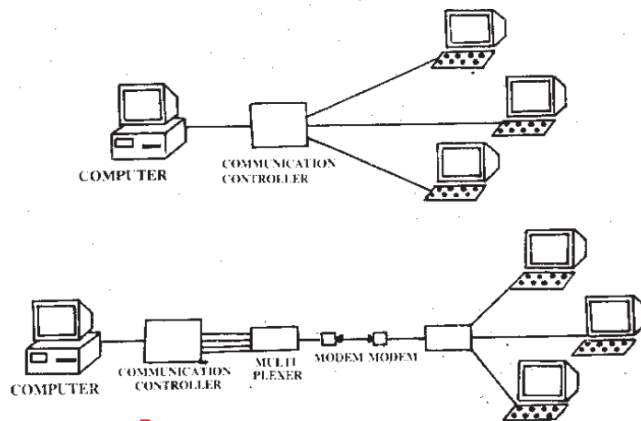 COMPUTER
COMMUNICATION
CONTROLLER
COMPUTER
COMMUNICATION
CONTROLLER
MULTI
PLEXER
MODEM MODEM